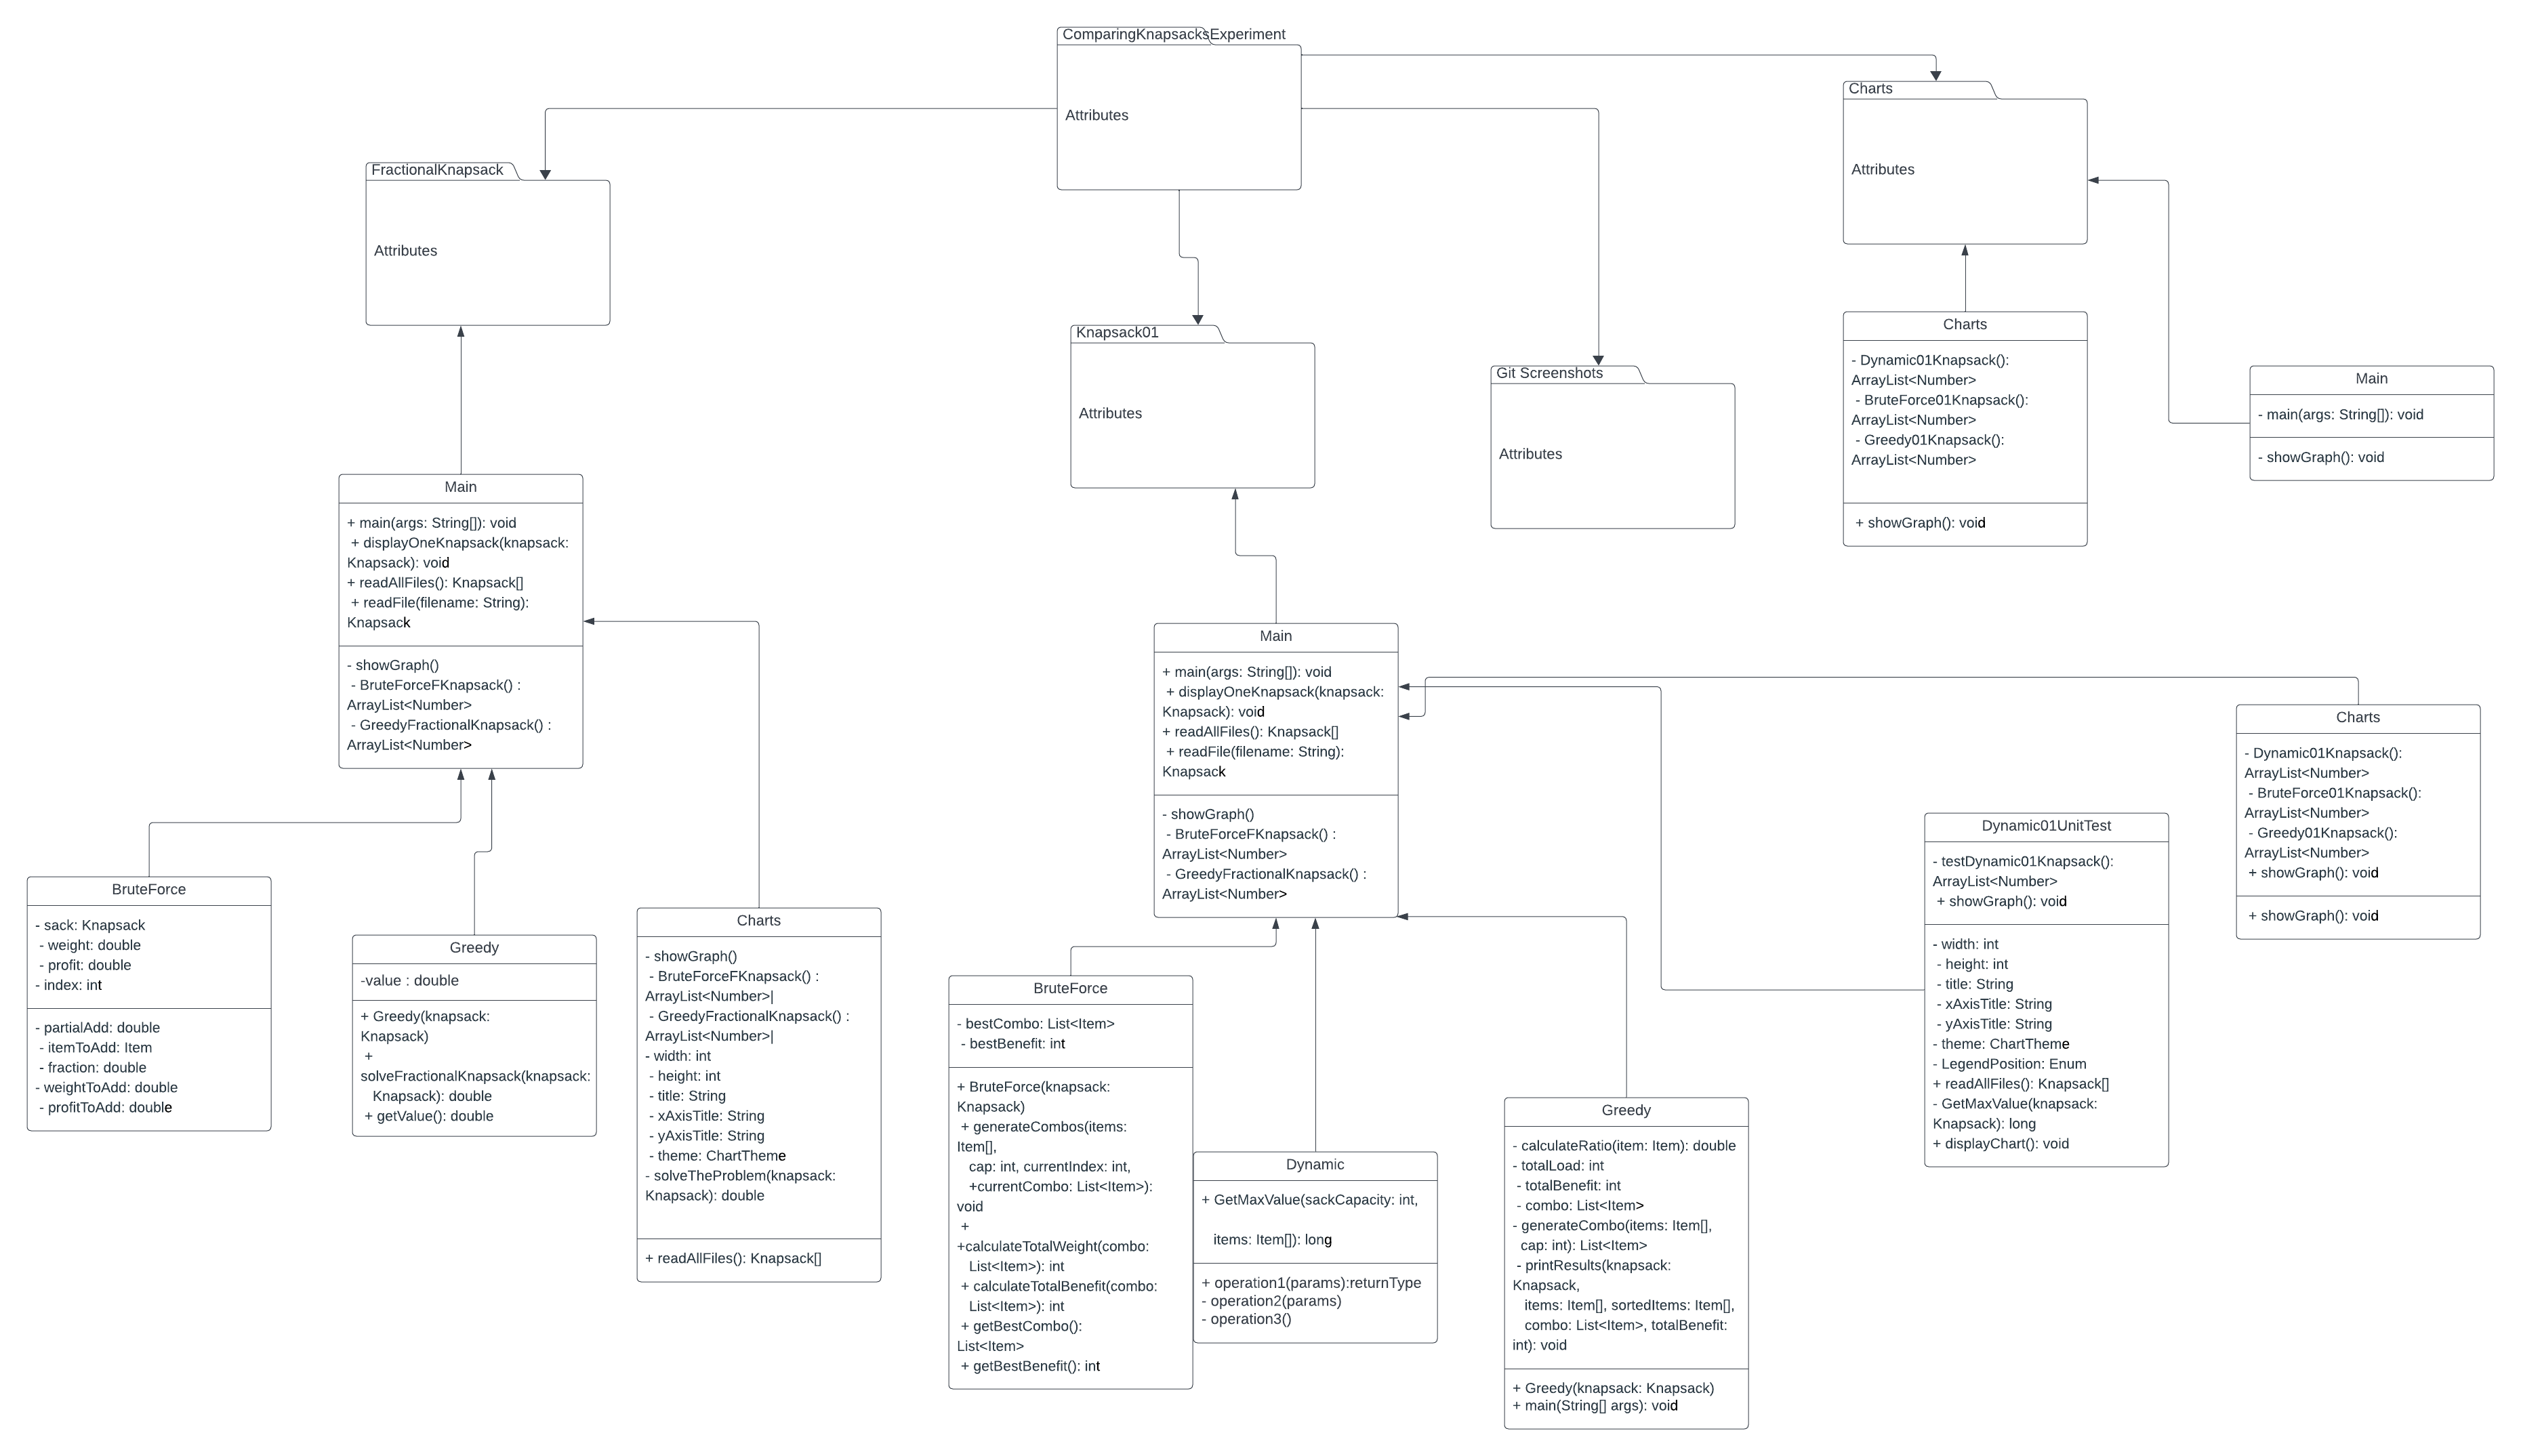 ComparingKnapsacksExperiment
Attributes
Charts
Attributes
FractionalKnapsack
Attributes
Knapsack01
Attributes
Git Screenshots
Attributes
Charts
- Dynamic01Knapsack():
ArrayList<Number>
- BruteForce01Knapsack():
ArrayList<Number>
- Greedy01Knapsack():
ArrayList<Number>
+ showGraph(): void
Main
- main(args: String[]): void
- showGraph(): void
Main
+ main(args: String[]): void
+ displayOneKnapsack(knapsack:
Knapsack): void
+ readAllFiles(): Knapsack[]
+ readFile(filename: String):
Knapsack
- showGraph()
- BruteForceFKnapsack() :
ArrayList<Number>
- GreedyFractionalKnapsack() :
ArrayList<Number>
Main
+ main(args: String[]): void
+ displayOneKnapsack(knapsack:
Knapsack): void
+ readAllFiles(): Knapsack[]
+ readFile(filename: String):
Knapsack
- showGraph()
- BruteForceFKnapsack() :
ArrayList<Number>
- GreedyFractionalKnapsack() :
ArrayList<Number>
Charts
- Dynamic01Knapsack():
ArrayList<Number>
- BruteForce01Knapsack():
ArrayList<Number>
- Greedy01Knapsack():
ArrayList<Number>
+ showGraph(): void
+ showGraph(): void
Dynamic01UnitTest
- testDynamic01Knapsack():
ArrayList<Number>
+ showGraph(): void
- width: int
- height: int
- title: String
- xAxisTitle: String
- yAxisTitle: String
- theme: ChartTheme
- LegendPosition: Enum
+ readAllFiles(): Knapsack[]
- GetMaxValue(knapsack:
Knapsack): long
+ displayChart(): void
BruteForce
- sack: Knapsack
- weight: double
- profit: double
- index: int
- partialAdd: double
- itemToAdd: Item
- fraction: double
- weightToAdd: double
- profitToAdd: double
Greedy
-value : double
+ Greedy(knapsack:
Knapsack)
+
solveFractionalKnapsack(knapsack:
Knapsack): double
+ getValue(): double
Charts
- showGraph()
- BruteForceFKnapsack() :
ArrayList<Number>|
- GreedyFractionalKnapsack() :
ArrayList<Number>|
- width: int
- height: int
- title: String
- xAxisTitle: String
- yAxisTitle: String
- theme: ChartTheme
- solveTheProblem(knapsack:
Knapsack): double
+ readAllFiles(): Knapsack[]
BruteForce
- bestCombo: List<Item>
- bestBenefit: int
+ BruteForce(knapsack:
Knapsack)
+ generateCombos(items:
Item[],
cap: int, currentIndex: int,
+currentCombo: List<Item>):
void
+
+calculateTotalWeight(combo:
List<Item>): int
+ calculateTotalBenefit(combo:
List<Item>): int
+ getBestCombo():
List<Item>
+ getBestBenefit(): int
Dynamic
+ GetMaxValue(sackCapacity: int,
items: Item[]): long
+ operation1(params):returnType
- operation2(params)
- operation3()
Greedy
- calculateRatio(item: Item): double
- totalLoad: int
- totalBenefit: int
- combo: List<Item>
- generateCombo(items: Item[],
cap: int): List<Item>
- printResults(knapsack:
Knapsack,
items: Item[], sortedItems: Item[],
combo: List<Item>, totalBenefit:
int): void
+ Greedy(knapsack: Knapsack)
+ main(String[] args): void